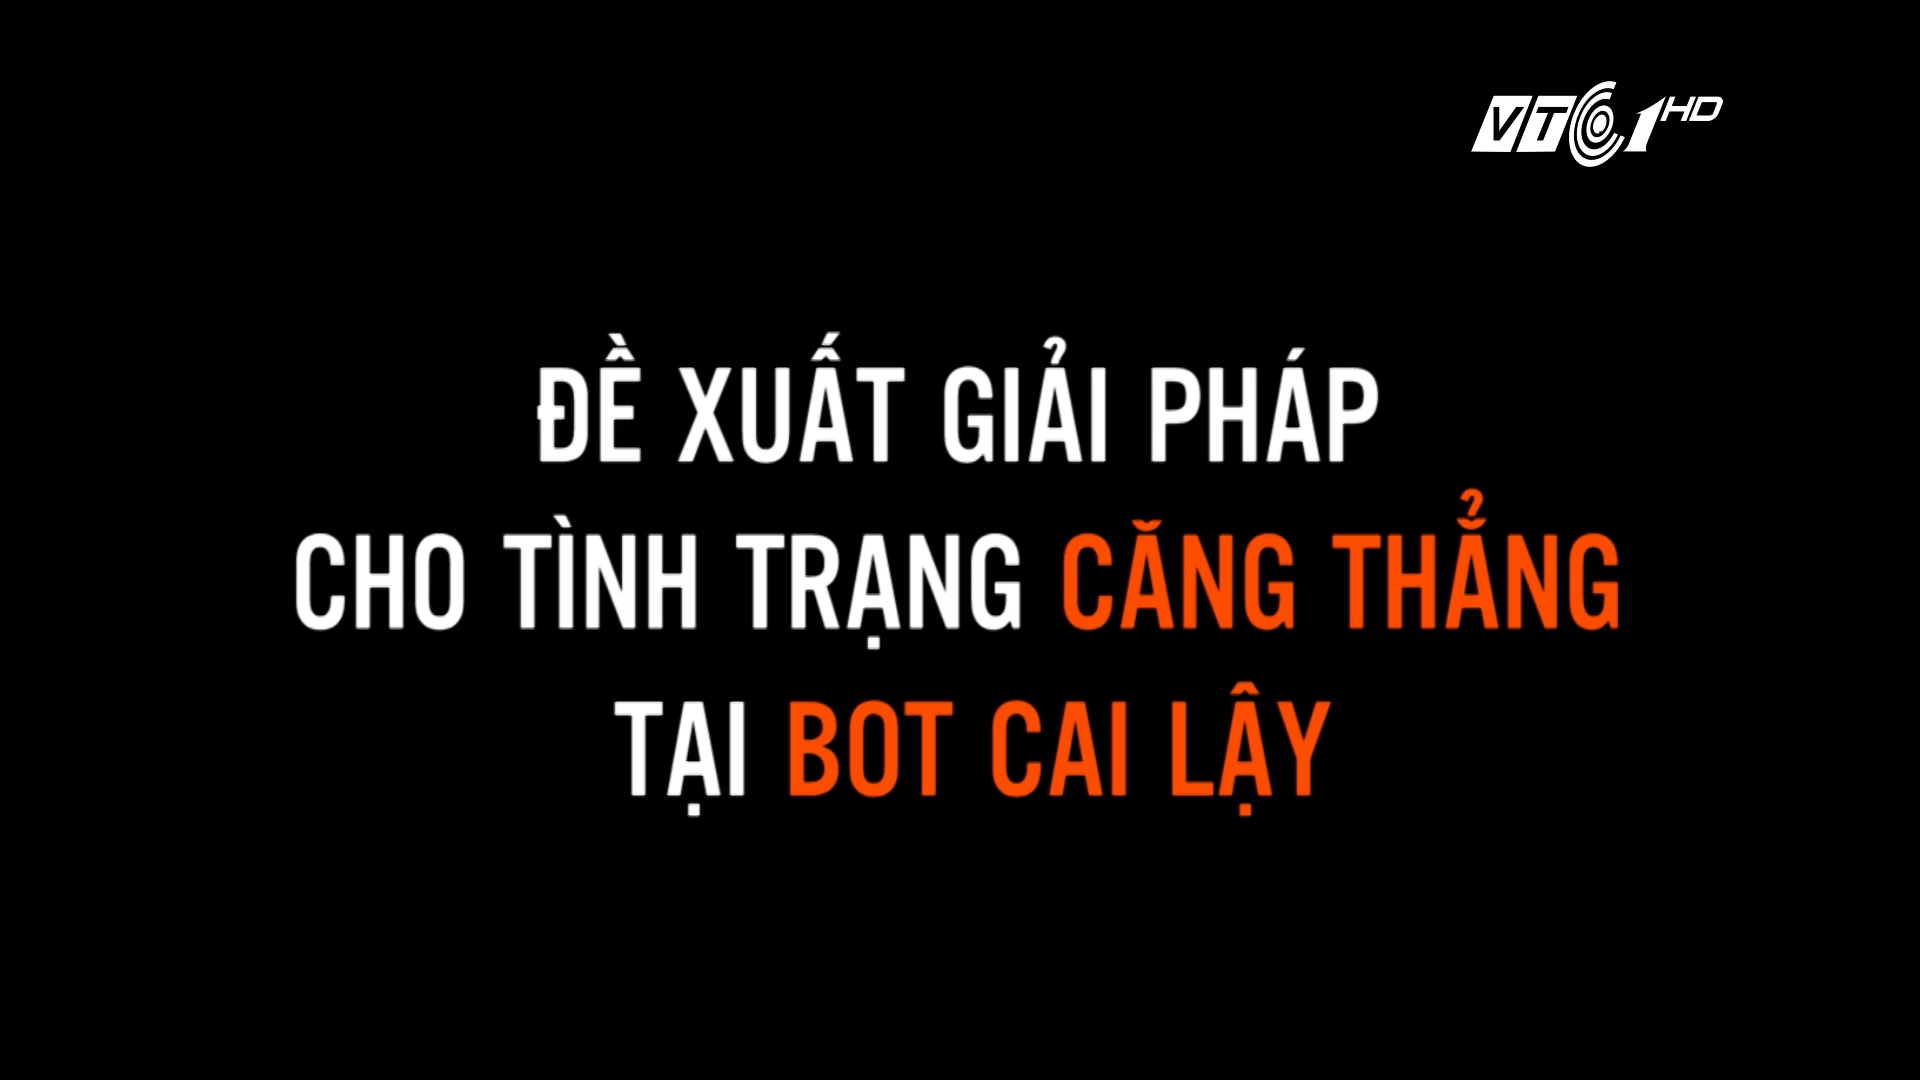 VTC1 HD
ĐỀ XUẤT GIẢI PHÁP
CHO TÌNH TRẠNG CĂNG THẲNG
TẠI BOT CAI LẬY